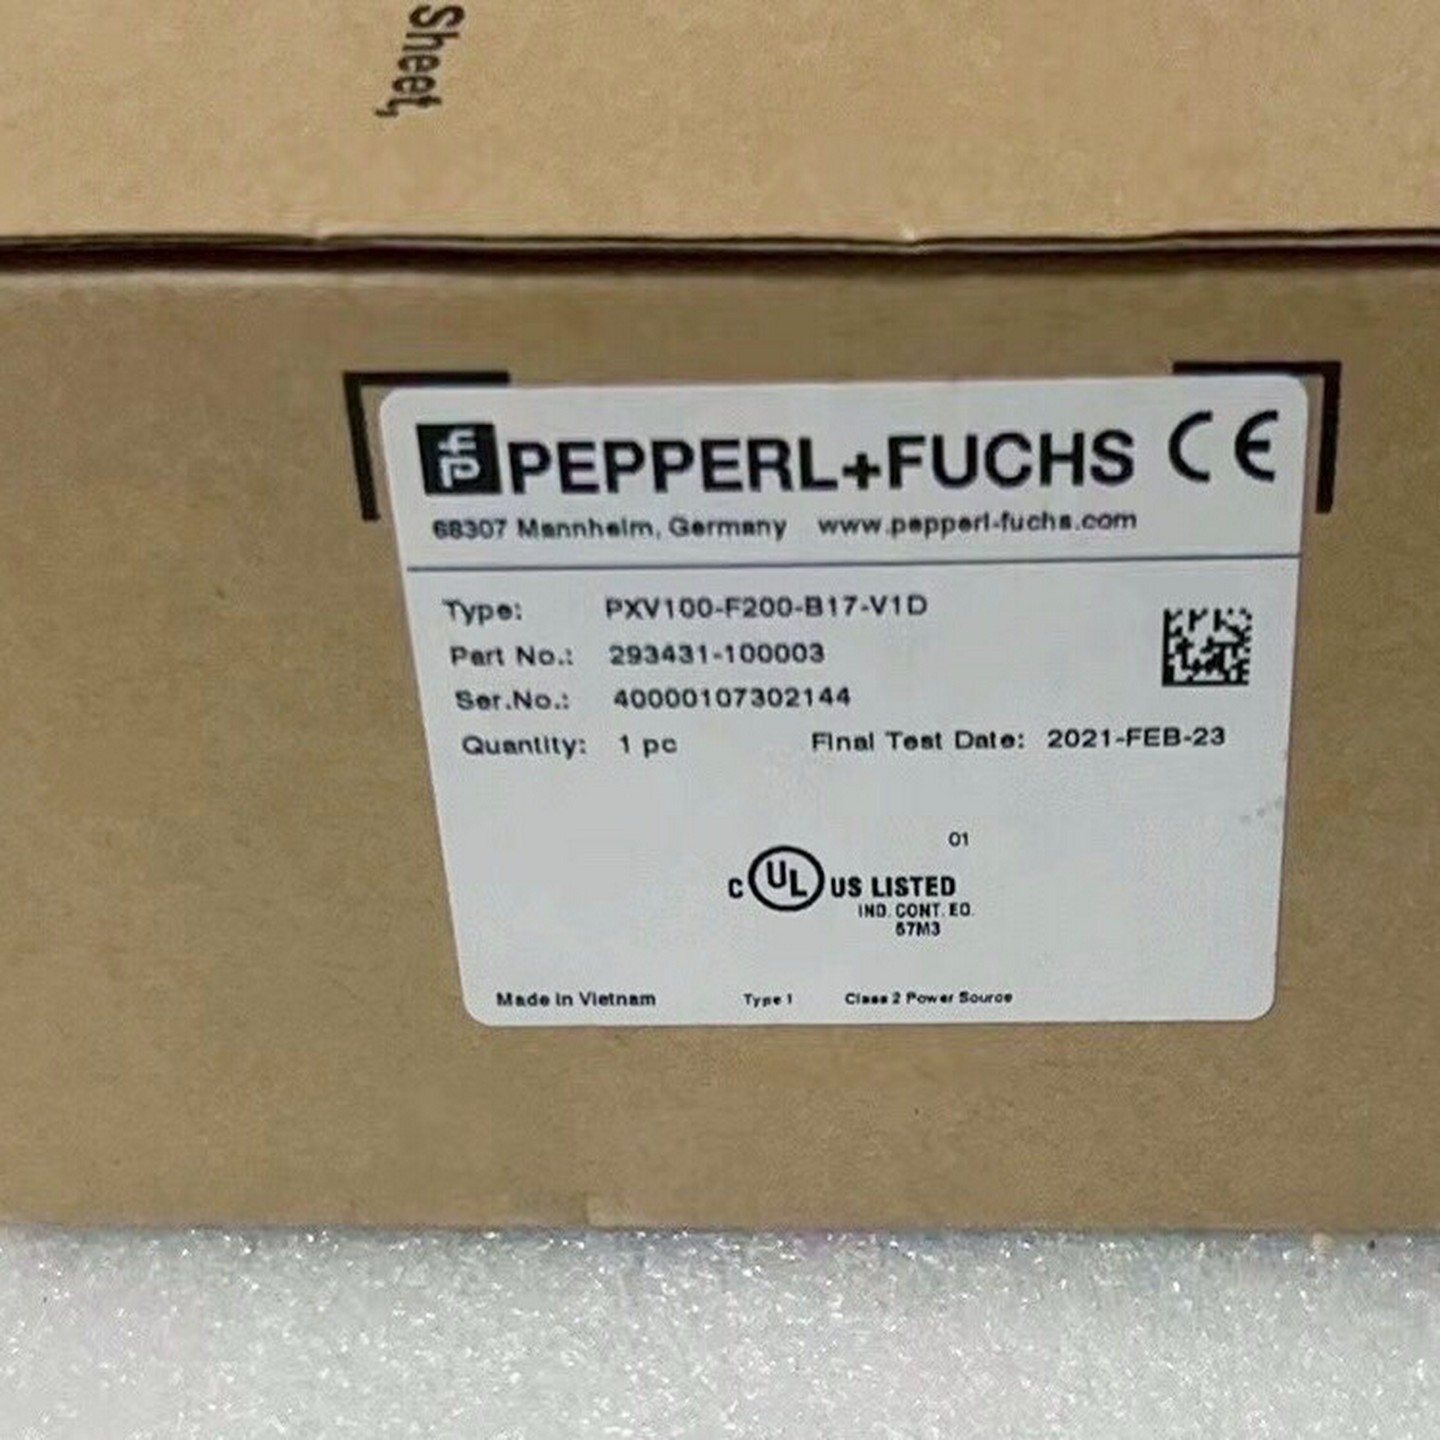 Sheet,
PEPPERL+FUCHS CE
68307 Mannheim, Germany www.pepperl-fuchs.com
Type: PXV100-F200-B17-V1D
Part No.: 293431-100003
Ser.No.: 40000107302144
Quantity: 1 pc Final Test Date: 2021-FEB-23
01
C UL US LISTED
IND. CONT. EQ.
67M3
Made in Vietnam Type 1 Class 2 Power Source